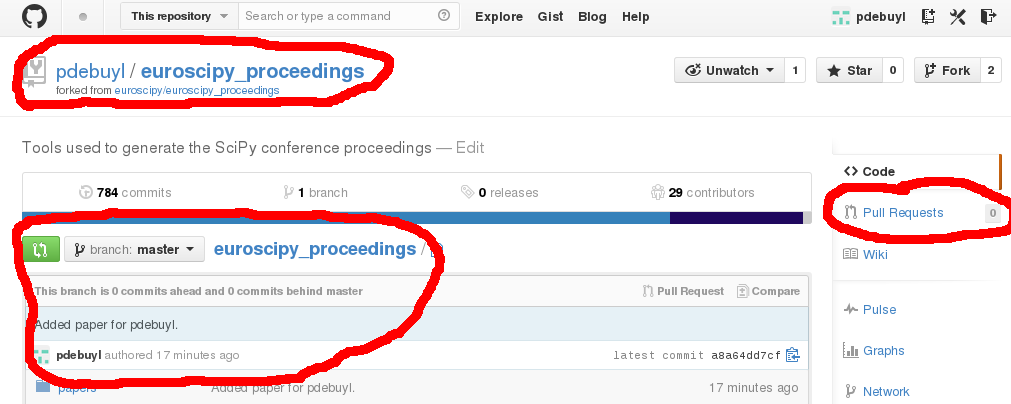 This repository Search or type a command Explore Gist Blog Help pdebuyl
pdebuyl / euroscipy_proceedings
forked from euroscipy/euroscipy_proceedings
Unwatch 1 Star 0 Fork 2
Tools used to generate the SciPy conference proceedings — Edit
784 commits 1 branch 0 releases 29 contributors
branch: master euroscipy_proceedings /
This branch is 0 commits ahead and 0 commits behind master Pull Request Compare
Added paper for pdebuyl.
pdebuyl authored 17 minutes ago latest commit a8a64dd7cf
papers Added paper for pdebuyl. 17 minutes ago
Code
Pull Requests 0
Wiki
Pulse
Graphs
Network